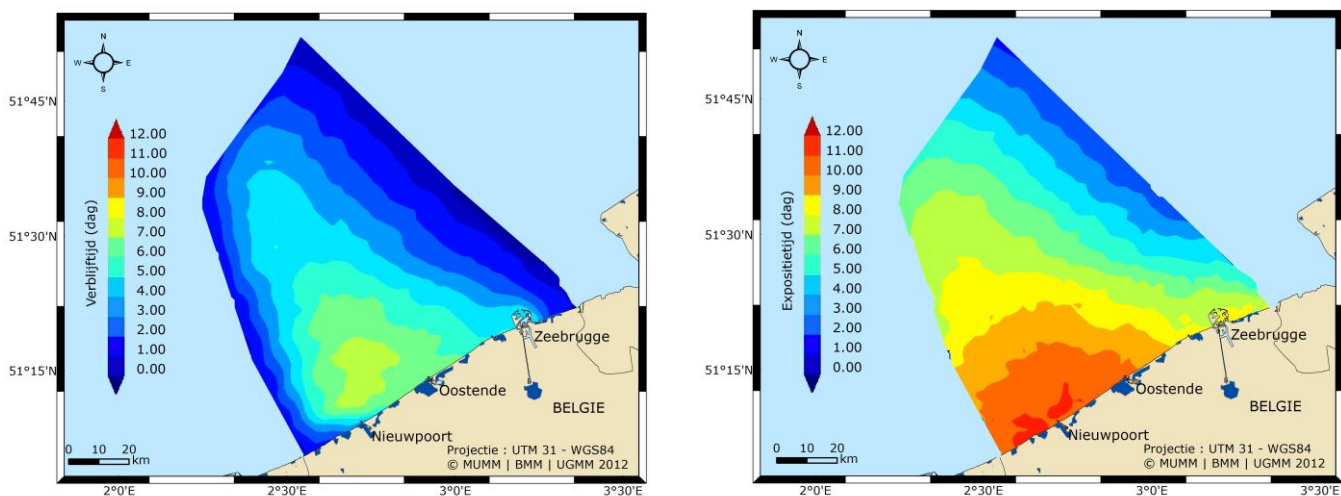 N
W E
S
51°45'N
51°30'N
51°15'N
Verblijftijd (dag)
12.00
11.00
10.00
9.00
8.00
7.00
6.00
5.00
4.00
3.00
2.00
1.00
0.00
Zeebrugge
Oostende
BELGIE
Nieuwpoort
0 10 20
km
Projectie : UTM 31 - WGS84
© MUMM | BMM | UGMM 2012
2°0'E 2°30'E 3°0'E 3°30'E
N
W E
S
51°45'N
51°30'N
51°15'N
Expositietijd (dag)
12.00
11.00
10.00
9.00
8.00
7.00
6.00
5.00
4.00
3.00
2.00
1.00
0.00
Zeebrugge
Oostende
BELGIE
Nieuwpoort
0 10 20
km
Projectie : UTM 31 - WGS84
© MUMM | BMM | UGMM 2012
2°0'E 2°30'E 3°0'E 3°30'E